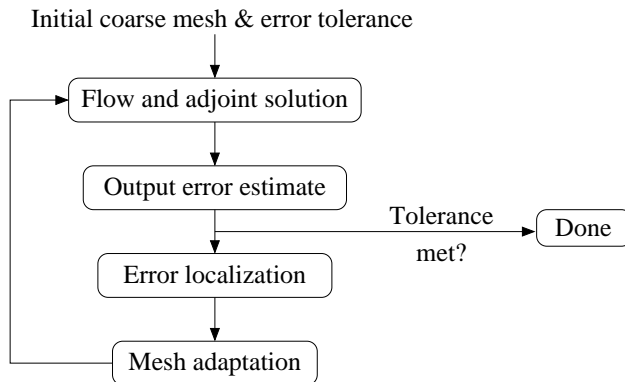 Initial coarse mesh & error tolerance
Flow and adjoint solution
Output error estimate
Tolerance
met?
Done
Error localization
Mesh adaptation